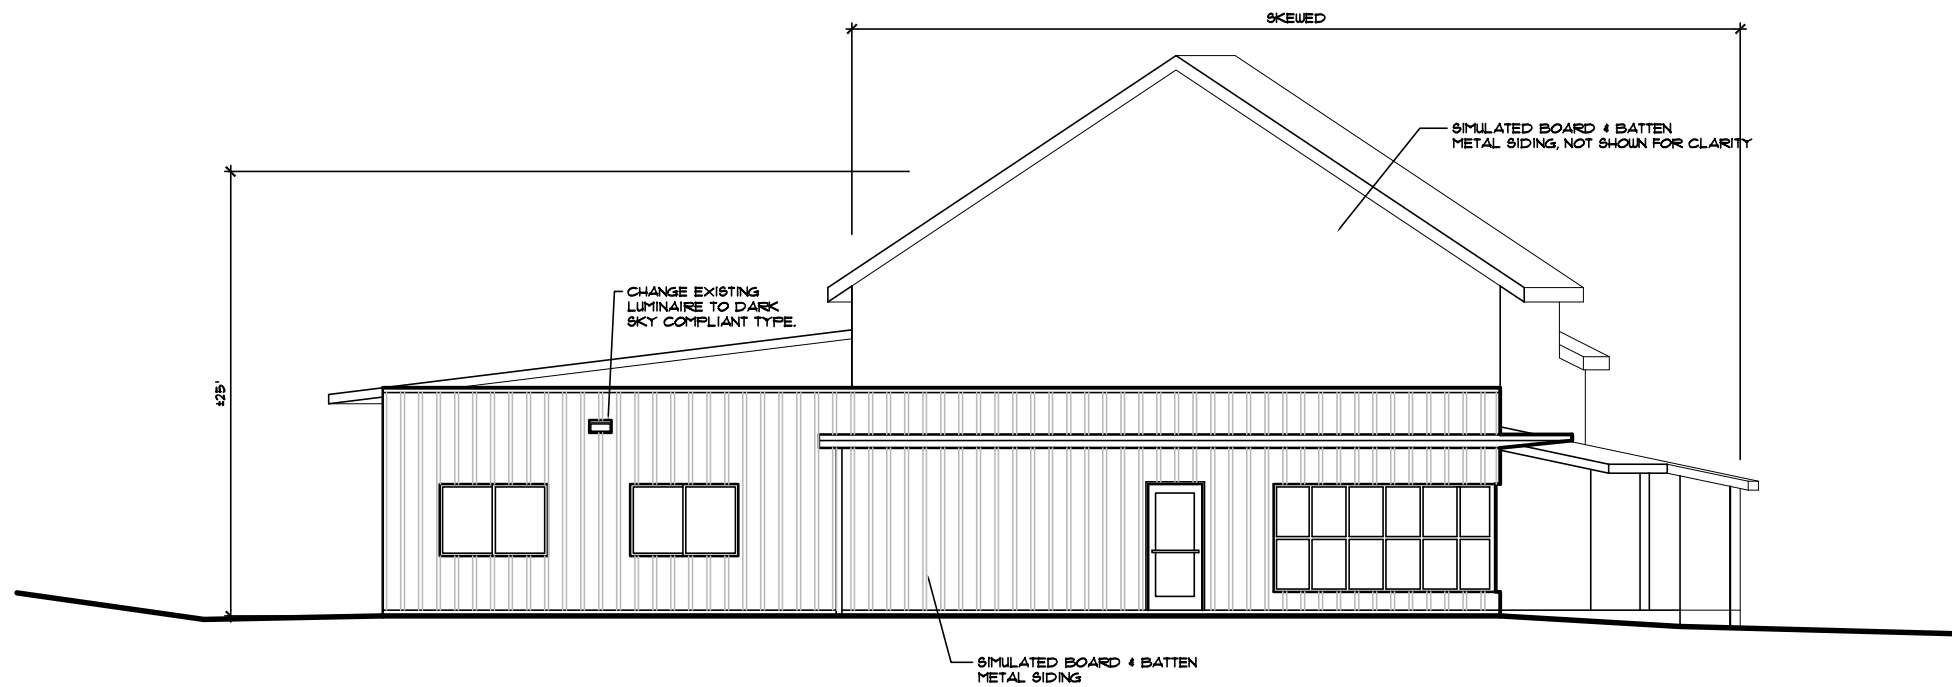 SKEWED
SIMULATED BOARD & BATTEN
METAL SIDING, NOT SHOWN FOR CLARITY
CHANGE EXISTING
LUMINAIRE TO DARK
SKY COMPLIANT TYPE.
±25'
SIMULATED BOARD & BATTEN
METAL SIDING